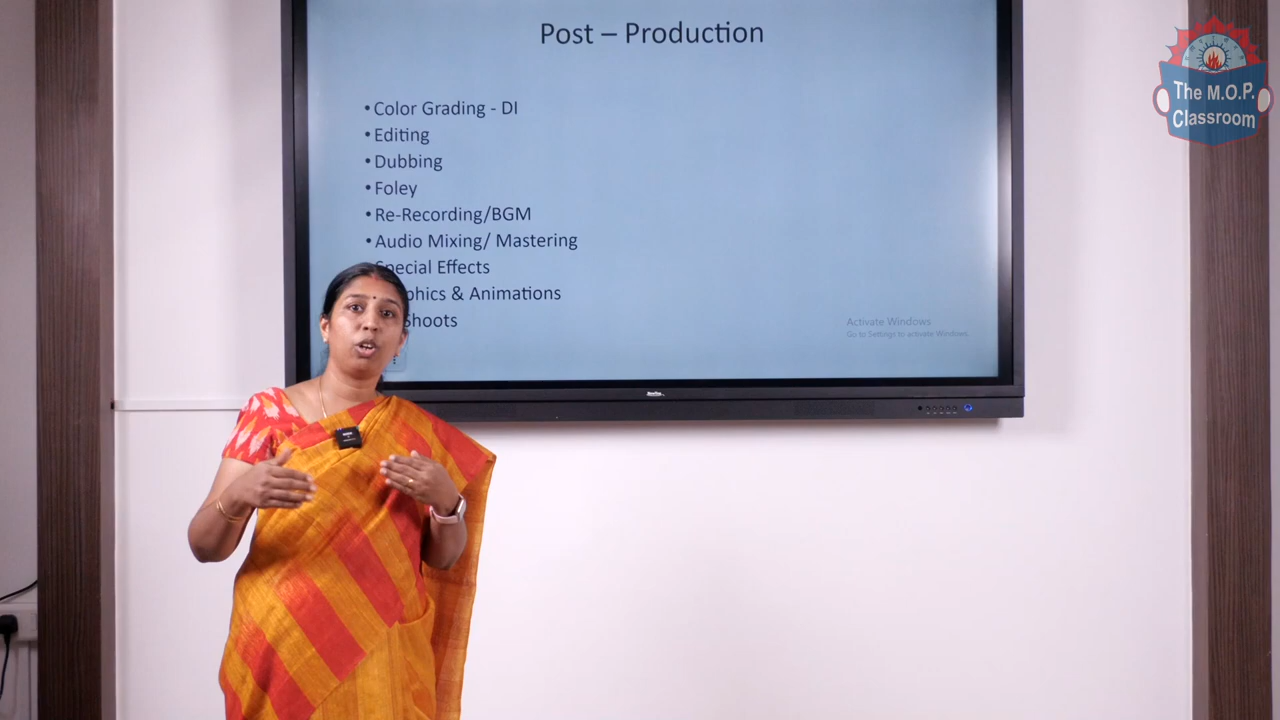 Post – Production
• Color Grading - DI
• Editing
• Dubbing
• Foley
• Re-Recording/BGM
• Audio Mixing/ Mastering
Special Effects
& Animations
Shoots
Activate Windows
Go to Settings to activate Windows.
The M.O.P.
Classroom